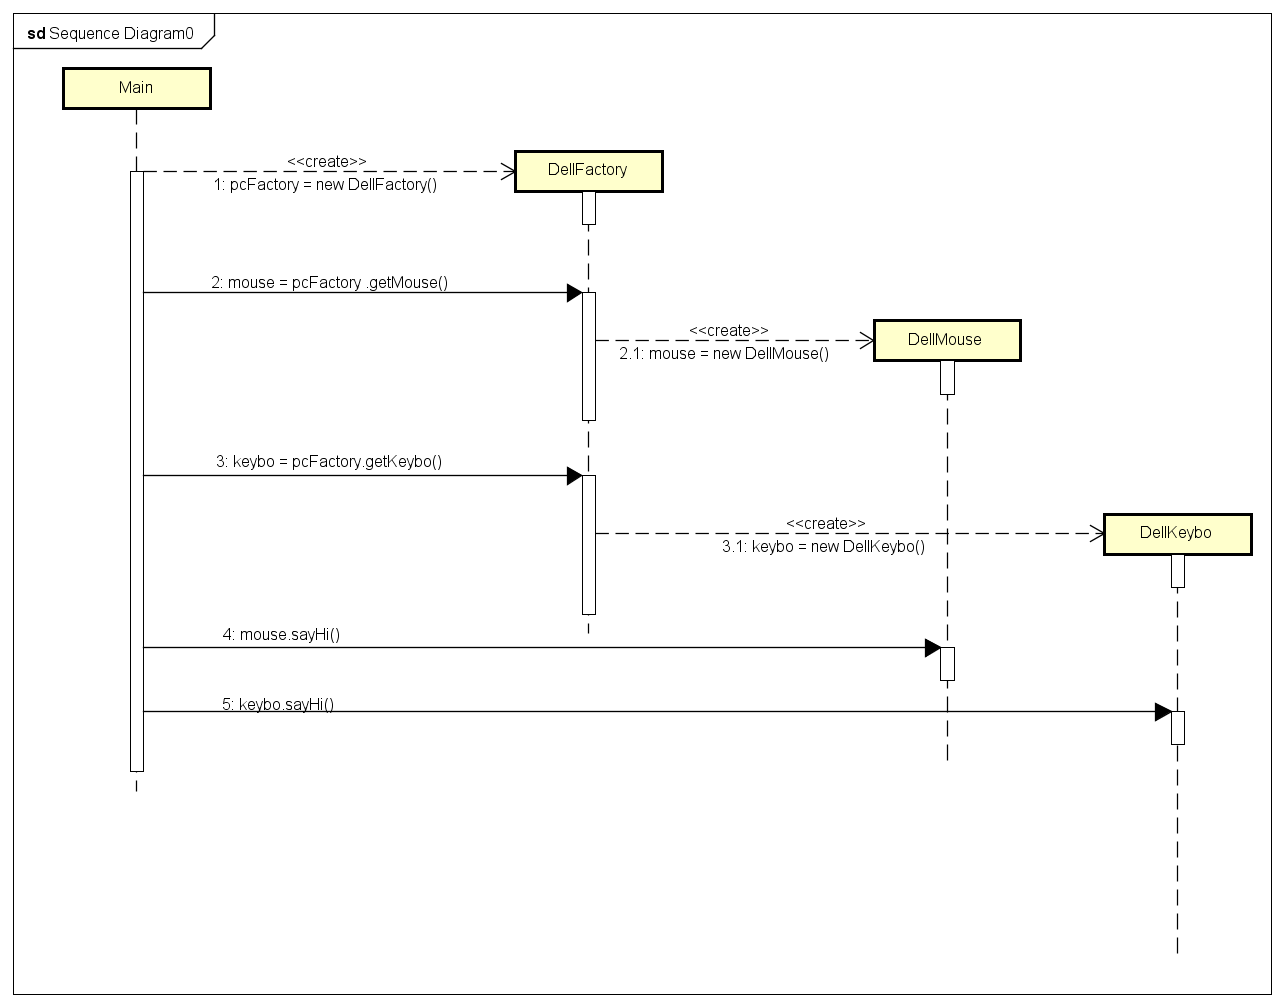 sd Sequence Diagram0
Main
<<create>>
DellFactory
1: pcFactory = new DellFactory()
2: mouse = pcFactory .getMouse()
<<create>>
DellMouse
2.1: mouse = new DellMouse()
3: keybo = pcFactory.getKeybo()
<<create>>
DellKeybo
3.1: keybo = new DellKeybo()
4: mouse.sayHi()
5: keybo.sayHi()